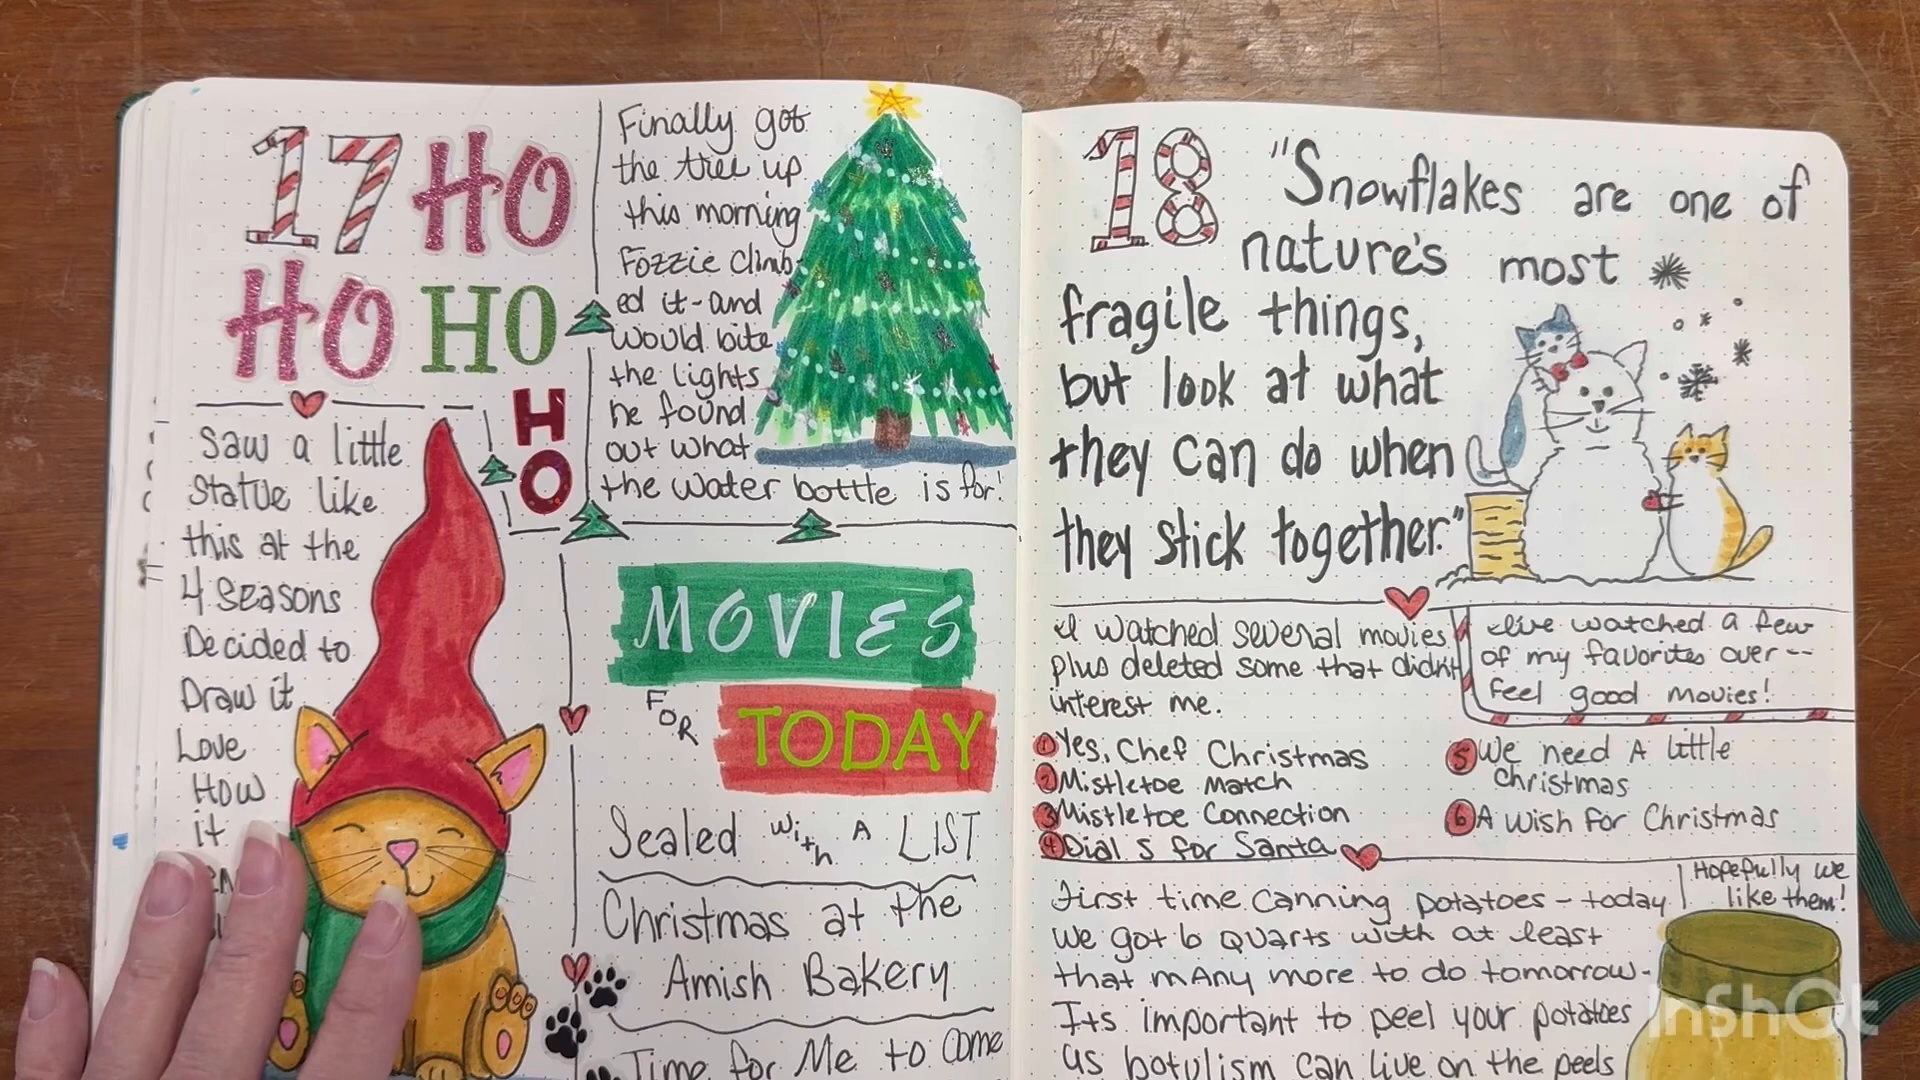 17 HO
HO HO
HO
Saw a little
statue like
this at the
4 Seasons
Decided to
Draw it
Love
How
it
Finally got
the tree up
this morning
Fozzie climb-
ed it-and
would bite
the lights
he found
out what
the water bottle is for!
MOVIES
FOR
TODAY
Sealed with A LIST
Christmas at the
Amish Bakery
Time for Me to Come
18 "Snowflakes are one of
nature's most
fragile things,
but look at what
they can do when
they stick together."
I watched several movies
plus deleted some that didn't
interest me.
I've watched a few
of my favorites over--
feel good movies!
1 Yes, Chef Christmas
2 Mistletoe Match
3 Mistletoe Connection
4 Dial S for Santa
5 We need A little
Christmas
6 A Wish For Christmas
First time canning potatoes - today
we got 6 quarts with at least
that many more to do tomorrow-
Its important to peel your potatoes
as botulism can live on the peels
Hopefully we
like them!
InShot